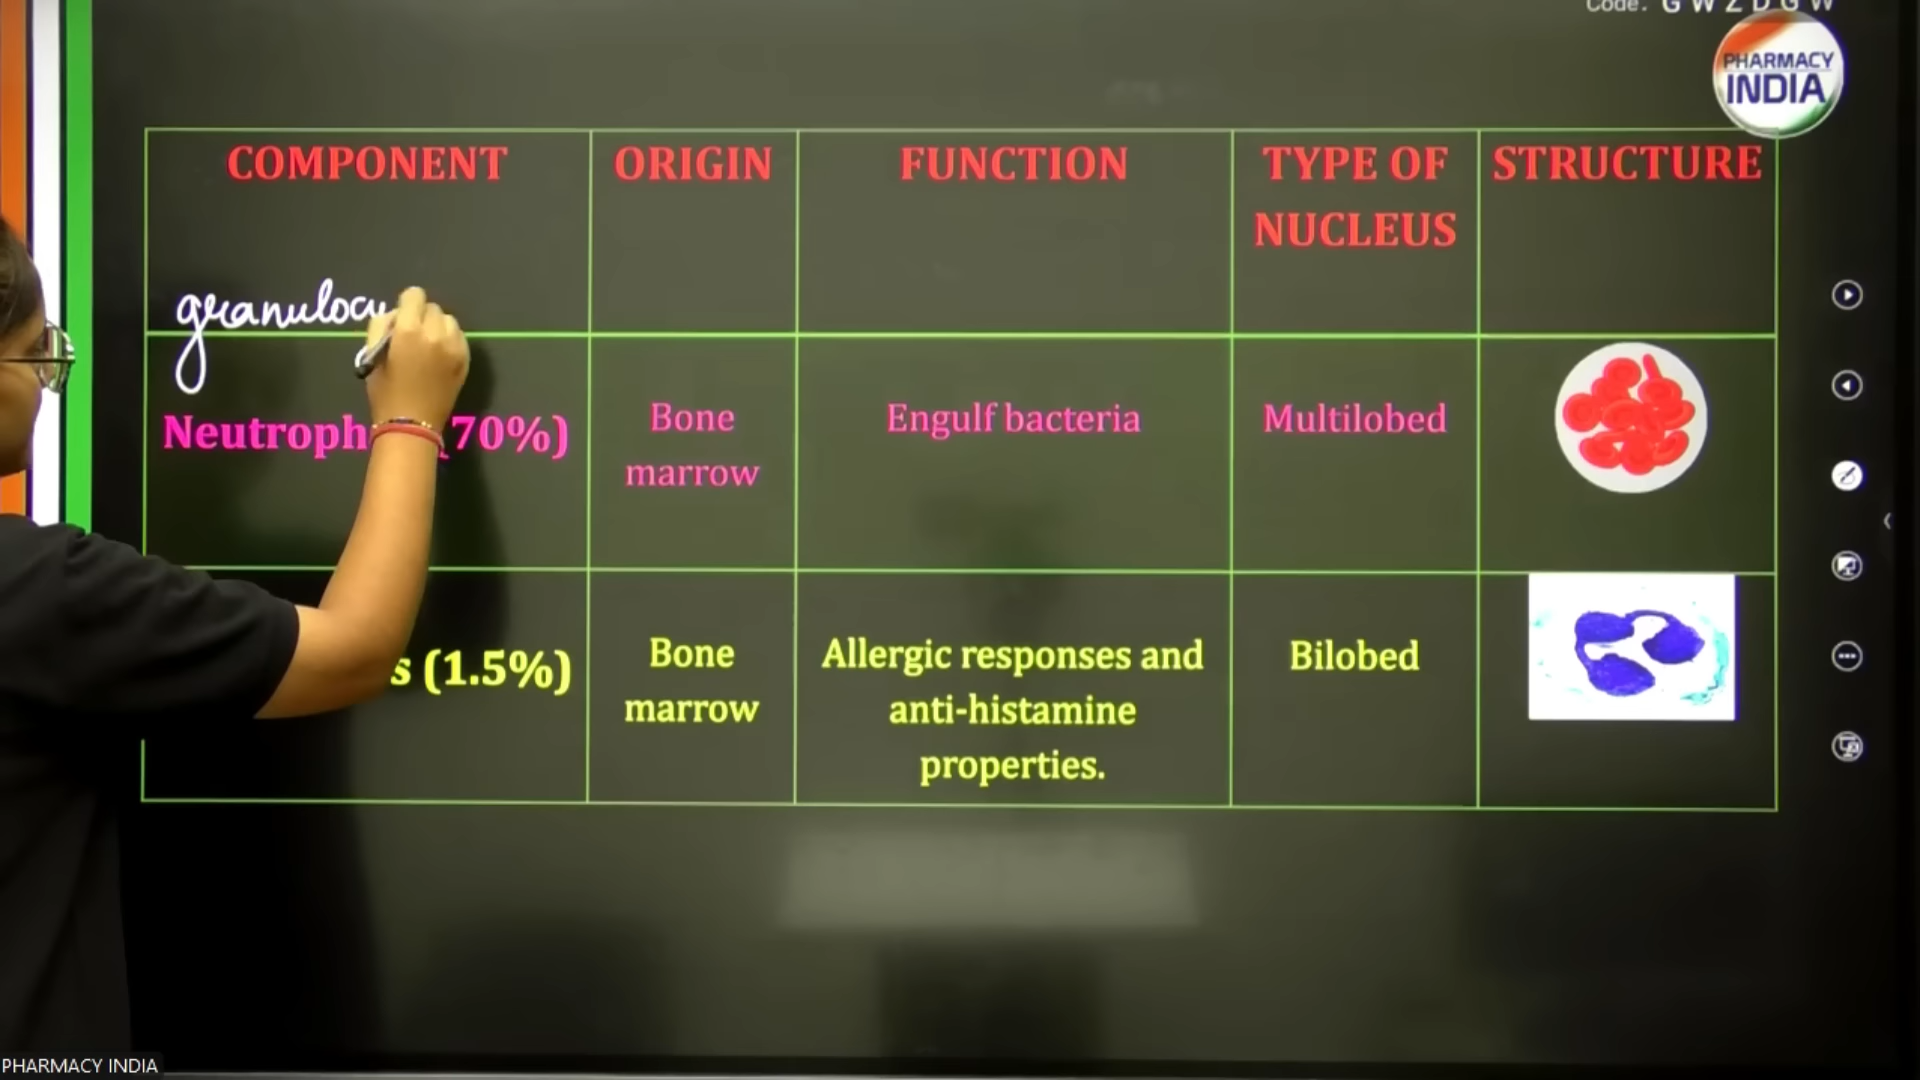 Code: G W Z D G W
PHARMACY
INDIA
COMPONENT
ORIGIN
FUNCTION
TYPE OF
NUCLEUS
STRUCTURE
granulocy
Neutroph (70%)
Bone
marrow
Engulf bacteria
Multilobed
s (1.5%)
Bone
marrow
Allergic responses and
anti-histamine
properties.
Bilobed
PHARMACY INDIA